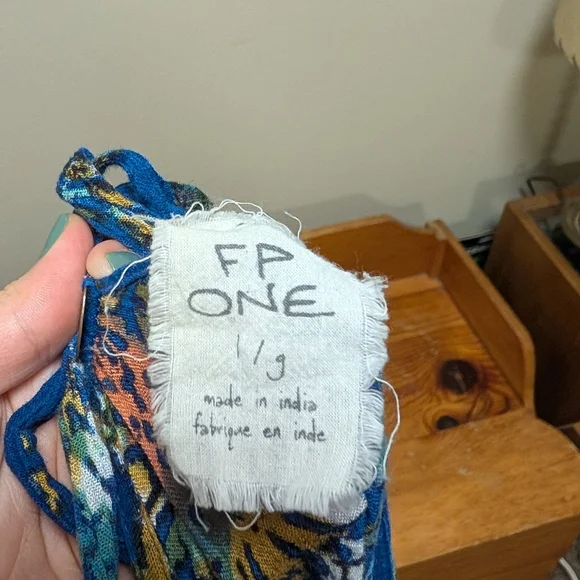 FP
ONE
l/g
made in india
fabrique en inde